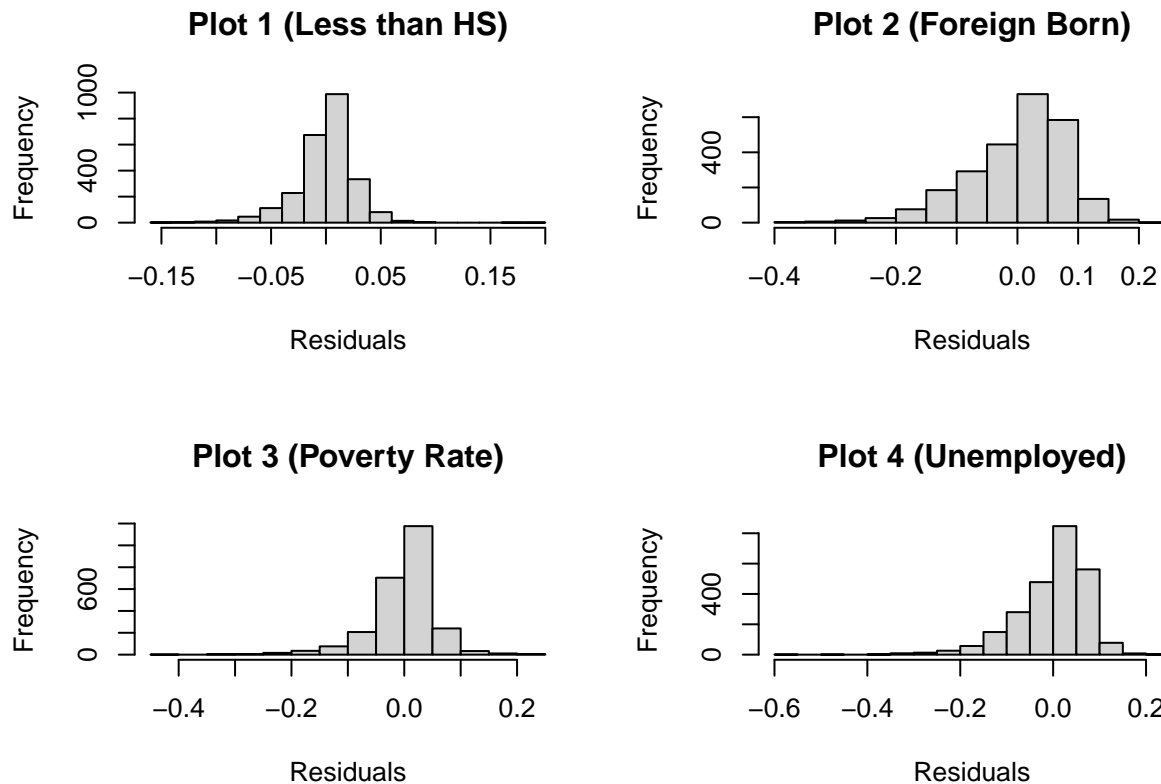 Plot 1 (Less than HS)
Frequency
0 400 1000
−0.15 −0.05 0.05 0.15
Residuals
Plot 2 (Foreign Born)
Frequency
0 400
−0.4 −0.2 0.0 0.1 0.2
Residuals
Plot 3 (Poverty Rate)
Frequency
0 600
−0.4 −0.2 0.0 0.2
Residuals
Plot 4 (Unemployed)
Frequency
0 400
−0.6 −0.4 −0.2 0.0 0.2
Residuals